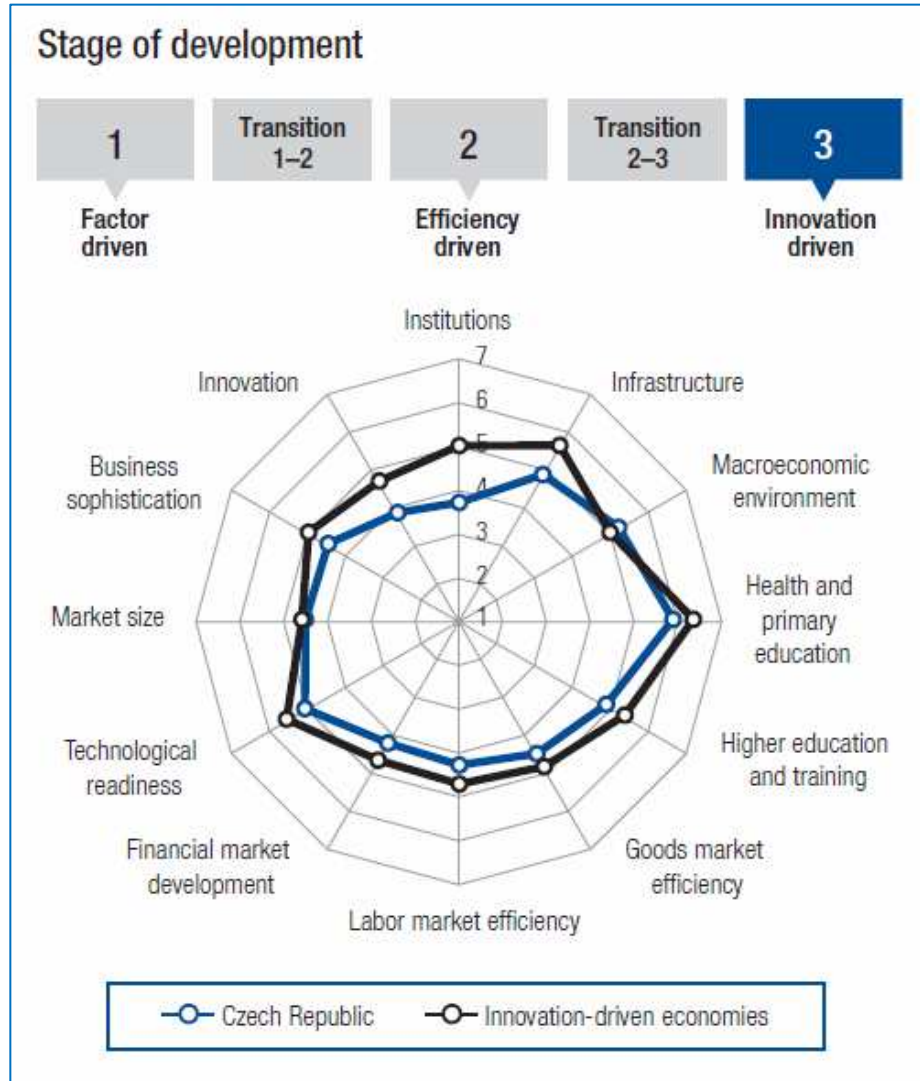 Stage of development
1
Transition
1–2
2
Transition
2–3
3
Factor
driven
Efficiency
driven
Innovation
driven
Institutions
7
Innovation
Infrastructure
6
Business
sophistication
5
Macroeconomic
environment
4
3
2
Market size
1
Health and
primary
education
Technological
readiness
Higher education
and training
Financial market
development
Goods market
efficiency
Labor market efficiency
Czech Republic
Innovation-driven economies